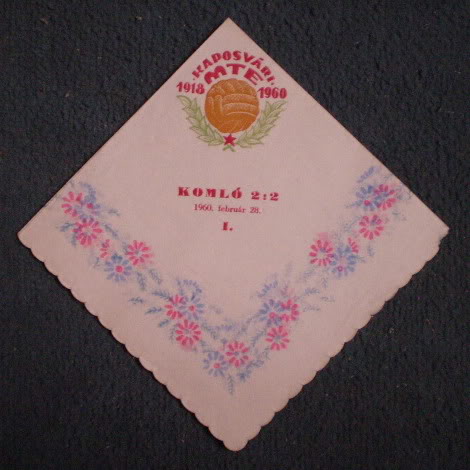 KAPOSVÁRI
MTE
1918 1960
KOMLÓ 2:2
1960. február 28.
I.